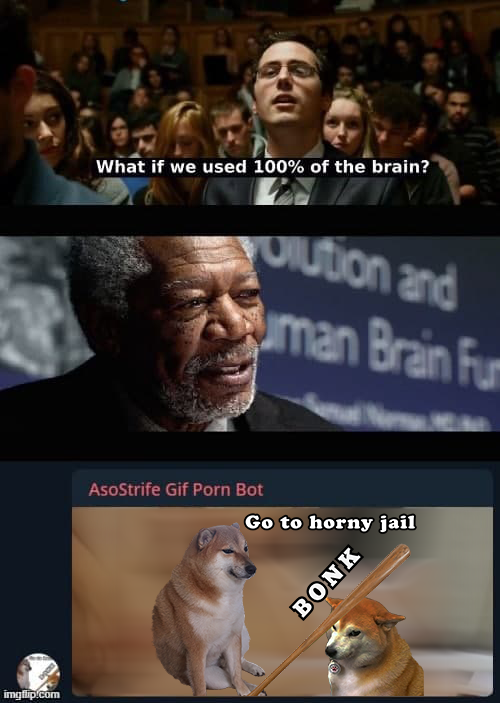 What if we used 100% of the brain?
olution and
uman Brain Fu
AsoStrife Gif Porn Bot
Go to horny jail
BONK
imgflip.com